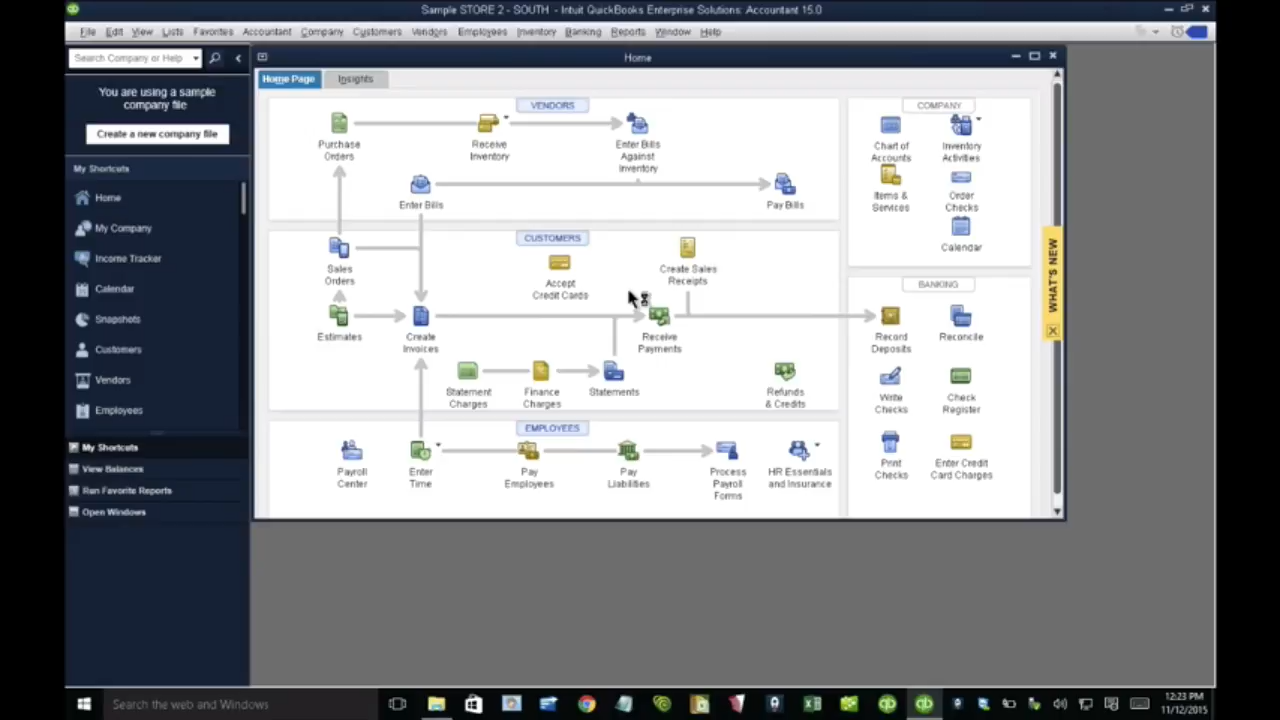 Sample STORE 2 - SOUTH - Intuit QuickBooks Enterprise Solutions: Accountant 15.0
File Edit View Lists Favorites Accountant Company Customers Vendors Employees Inventory Banking Reports Window Help
Search Company or Help
You are using a sample
company file
Create a new company file
My Shortcuts
Home
My Company
Income Tracker
Calendar
Snapshots
Customers
Vendors
Employees
My Shortcuts
View Balances
Run Favorite Reports
Open Windows
Home
Home Page
Insights
VENDORS
Purchase
Orders
Receive
Inventory
Enter Bills
Against
Inventory
Enter Bills
Pay Bills
CUSTOMERS
Sales
Orders
Accept
Credit Cards
Create Sales
Receipts
Estimates
Create
Invoices
Receive
Payments
Statement
Charges
Finance
Charges
Statements
Refunds
& Credits
EMPLOYEES
Payroll
Center
Enter
Time
Pay
Employees
Pay
Liabilities
Process
Payroll
Forms
HR Essentials
and Insurance
COMPANY
Chart of
Accounts
Inventory
Activities
Items &
Services
Order
Checks
Calendar
BANKING
Record
Deposits
Reconcile
Write
Checks
Check
Register
Print
Checks
Enter Credit
Card Charges
WHAT'S NEW
Search the web and Windows
12:23 PM
11/12/2015